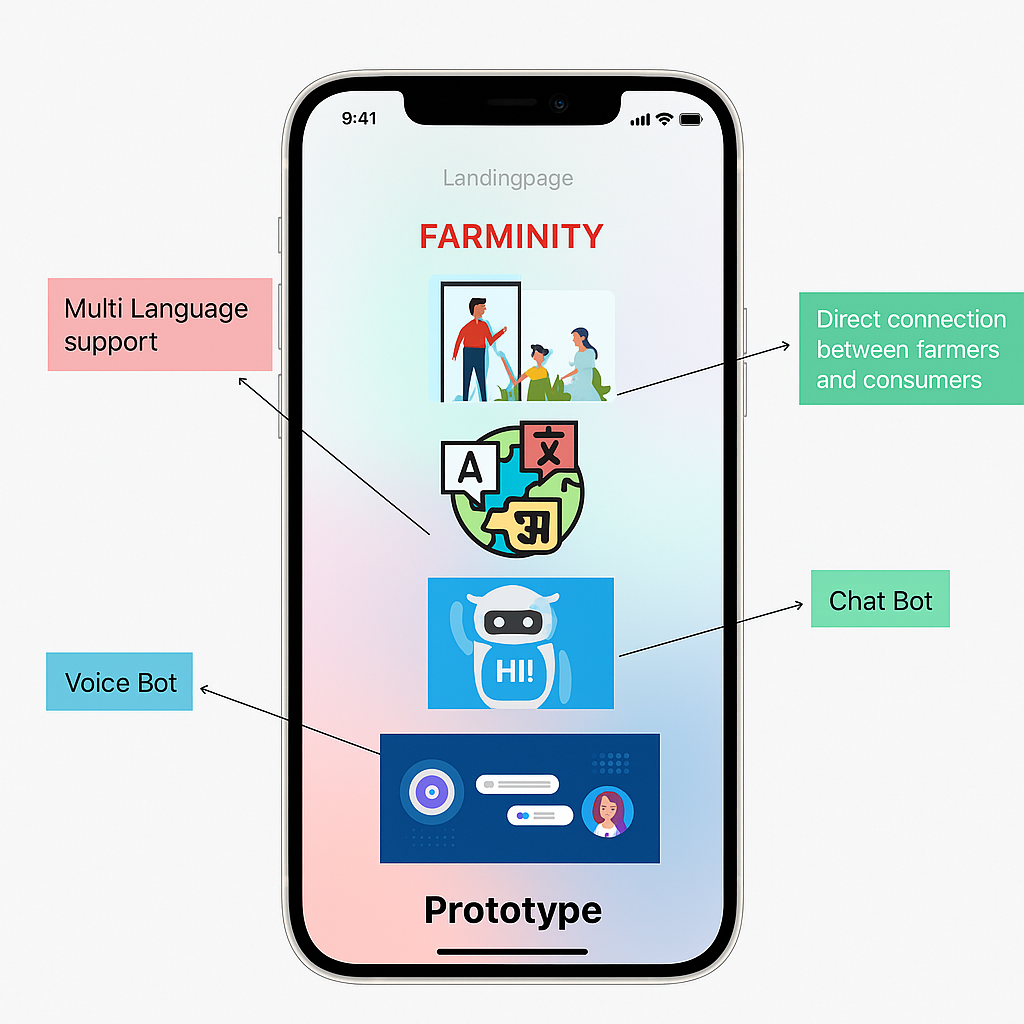 9:41
Landingpage
FARMINITY
Multi Language
support
Direct connection
between farmers
and consumers
A
文
अ
HI!
Chat Bot
Voice Bot
Prototype